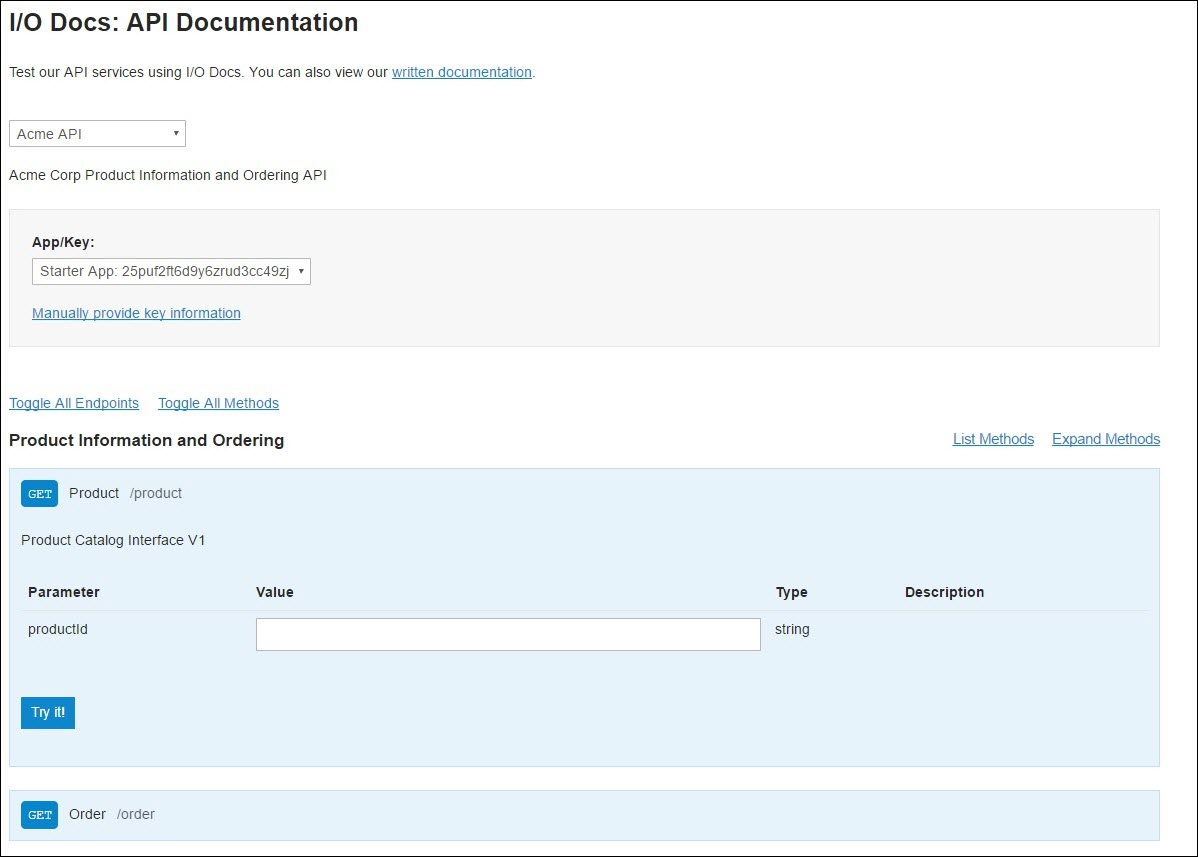 I/O Docs: API Documentation
Test our API services using I/O Docs. You can also view our written documentation.
Acme API
Acme Corp Product Information and Ordering API
App/Key:
Starter App: 25puf2ft6d9y6zrud3cc49zj
Manually provide key information
Toggle All Endpoints Toggle All Methods
Product Information and Ordering List Methods Expand Methods
GET Product /product
Product Catalog Interface V1
Parameter Value Type Description
productId string
Try it!
GET Order /order